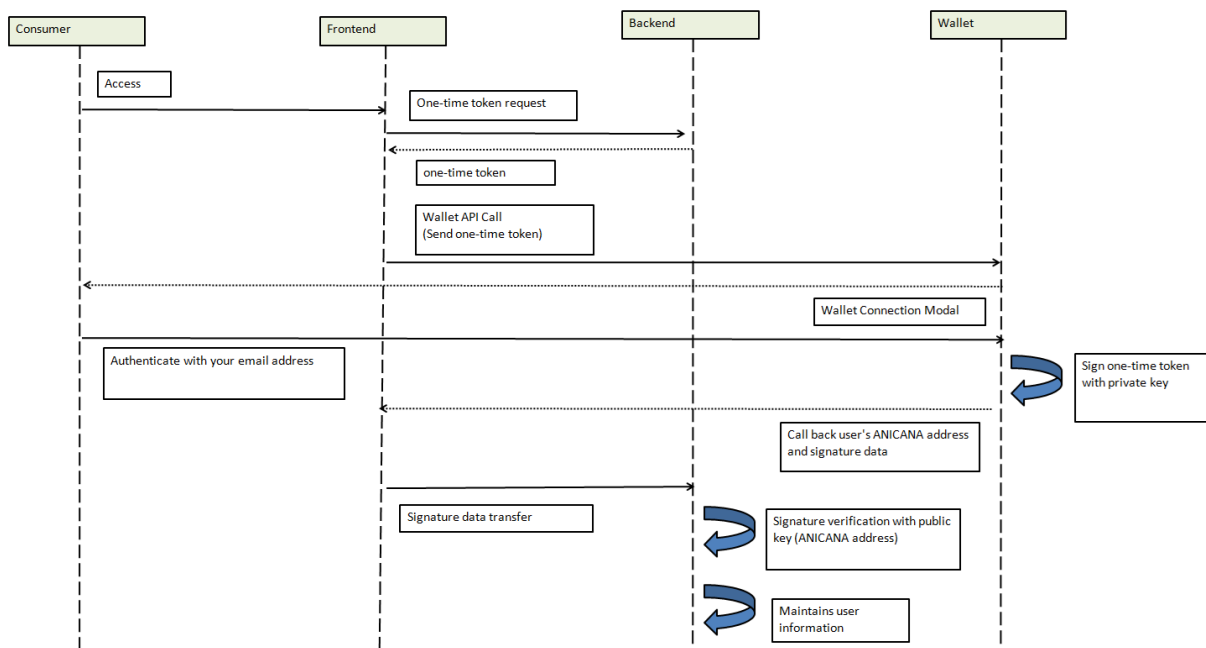 Consumer
Frontend
Backend
Wallet
Access
One-time token request
one-time token
Wallet API Call
(Send one-time token)
Wallet Connection Modal
Authenticate with your email address
Sign one-time token
with private key
Call back user's ANICANA address
and signature data
Signature data transfer
Signature verification with public
key (ANICANA address)
Maintains user
information